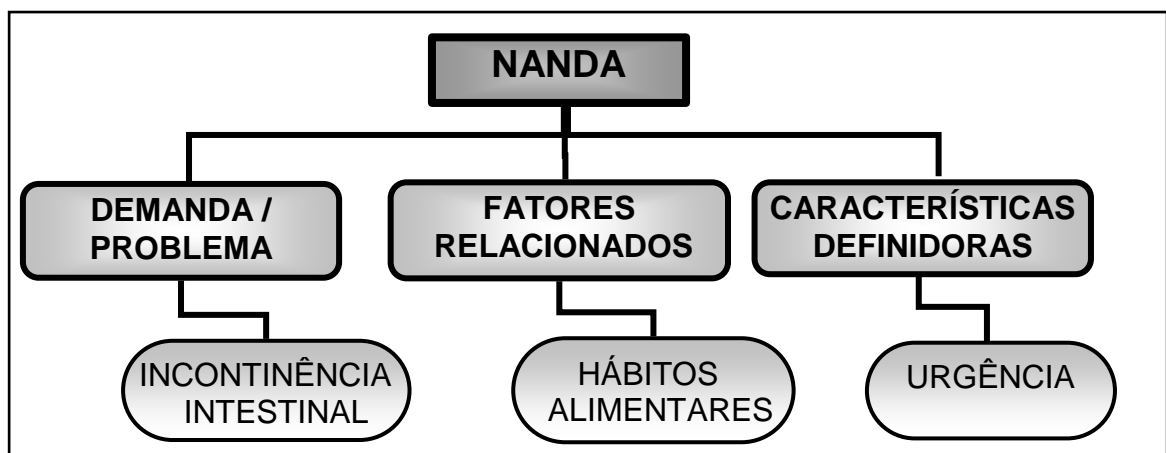 NANDA
DEMANDA /
PROBLEMA
FATORES
RELACIONADOS
CARACTERÍSTICAS
DEFINIDORAS
INCONTINÊNCIA
INTESTINAL
HÁBITOS
ALIMENTARES
URGÊNCIA